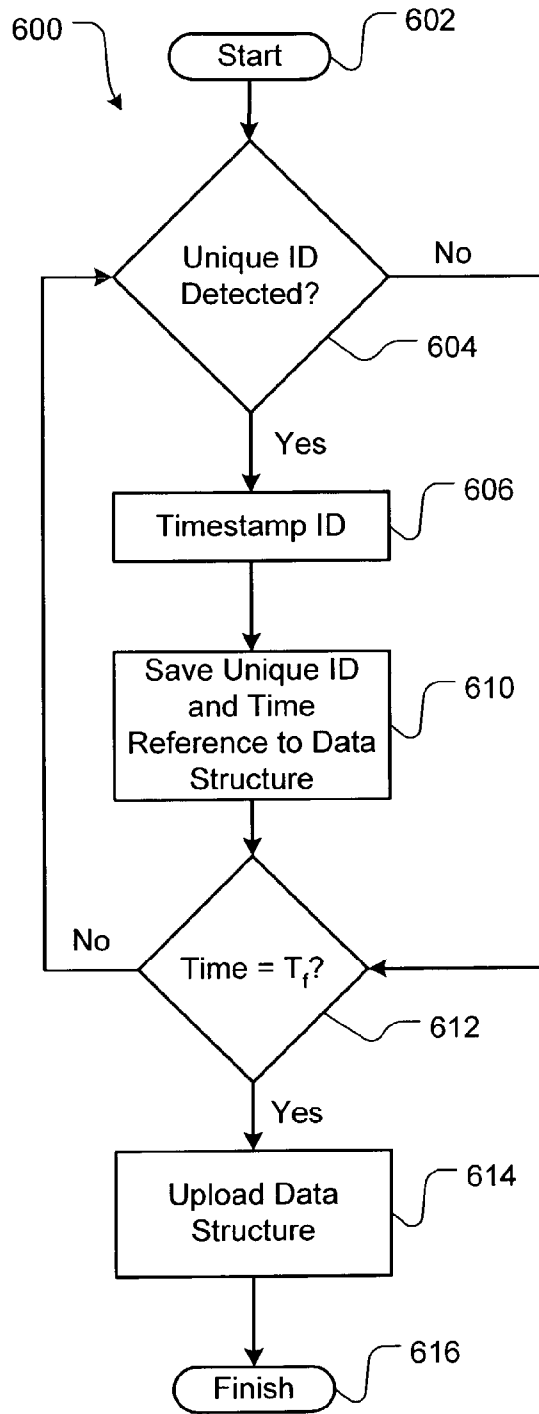 600
Start
602
Unique ID
Detected?
No
604
Yes
Timestamp ID
606
Save Unique ID
and Time
Reference to Data
Structure
610
No
Time = Tf?
612
Yes
Upload Data
Structure
614
Finish
616